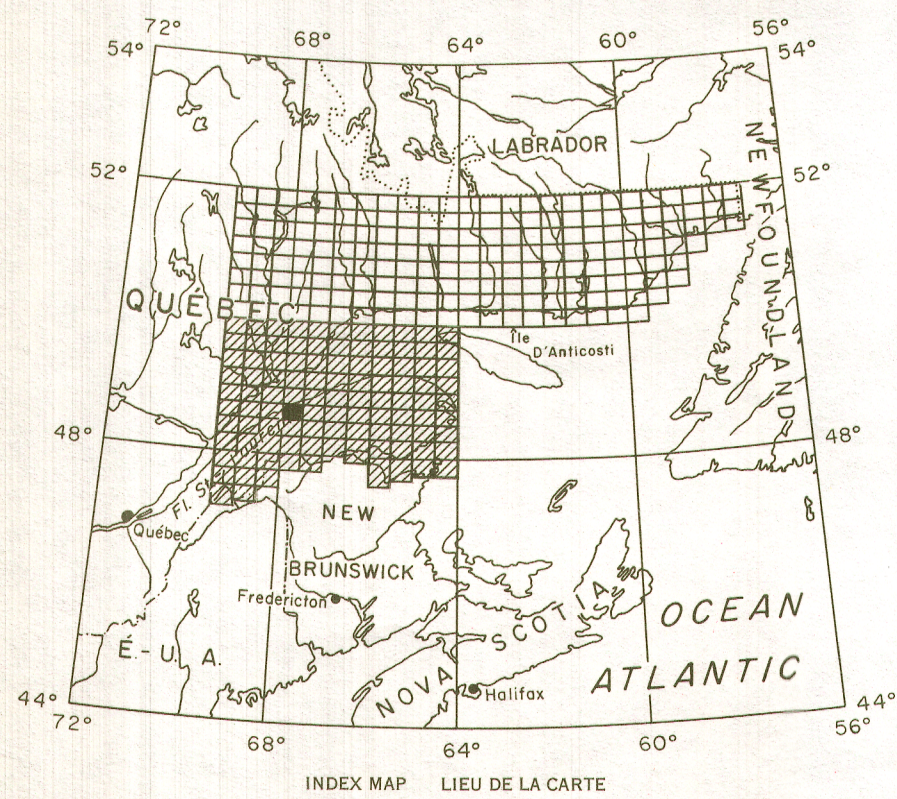 72° 68° 64° 60° 56°
54° 54°
LABRADOR
52° 52°
NEWFOUNDLAND
QUÉBEC
Île
D'Anticosti
48° 48°
Fl. St
Québec
NEW
BRUNSWICK
Fredericton
É.-U. A.
NOVA SCOTIA
Halifax
OCEAN
ATLANTIC
44° 44°
72° 68° 64° 60° 56°
INDEX MAP LIEU DE LA CARTE